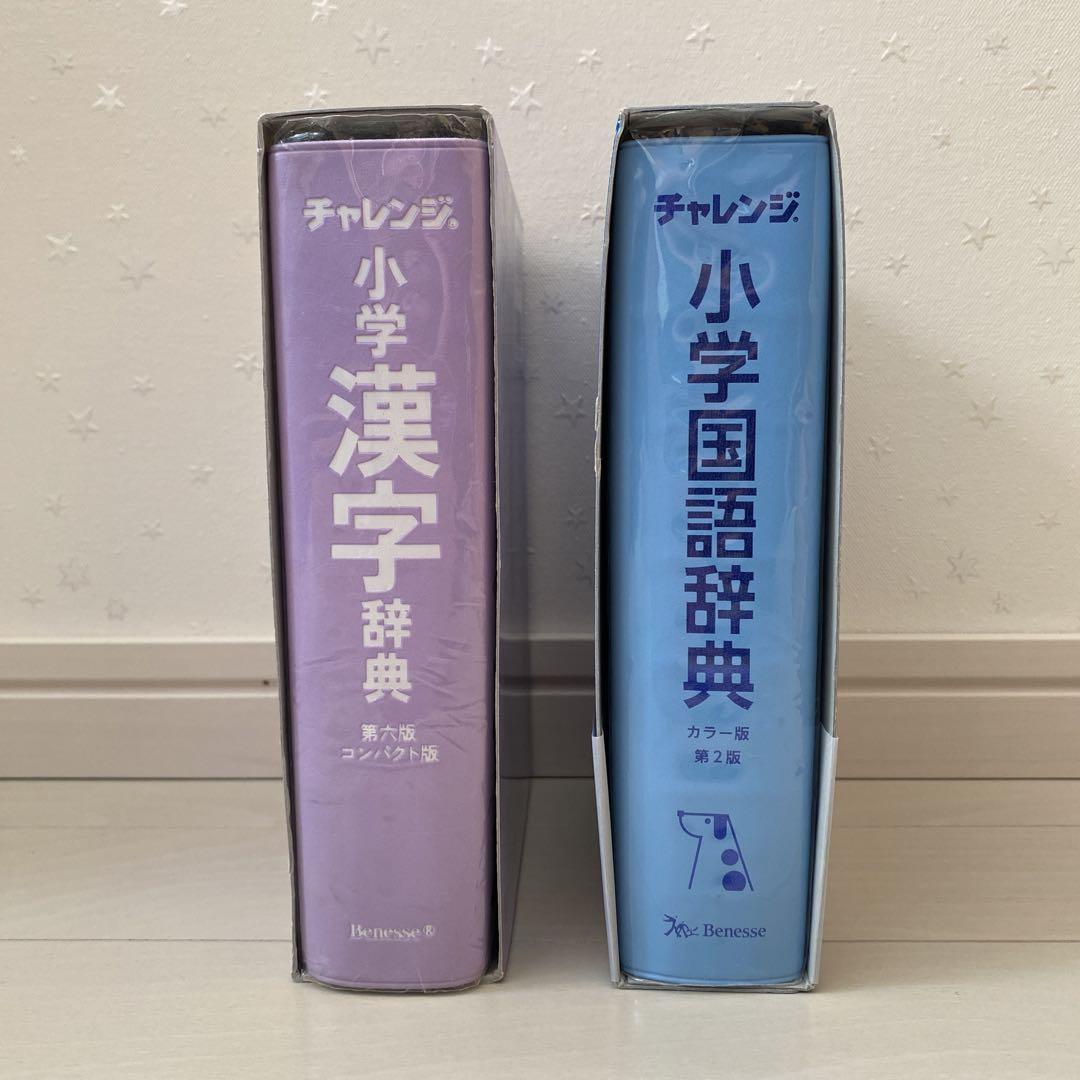 チャレンジ®
小学漢字辞典
第六版
コンパクト版
Benesse®
チャレンジ®
小学国語辞典
カラー版
第2版
Benesse